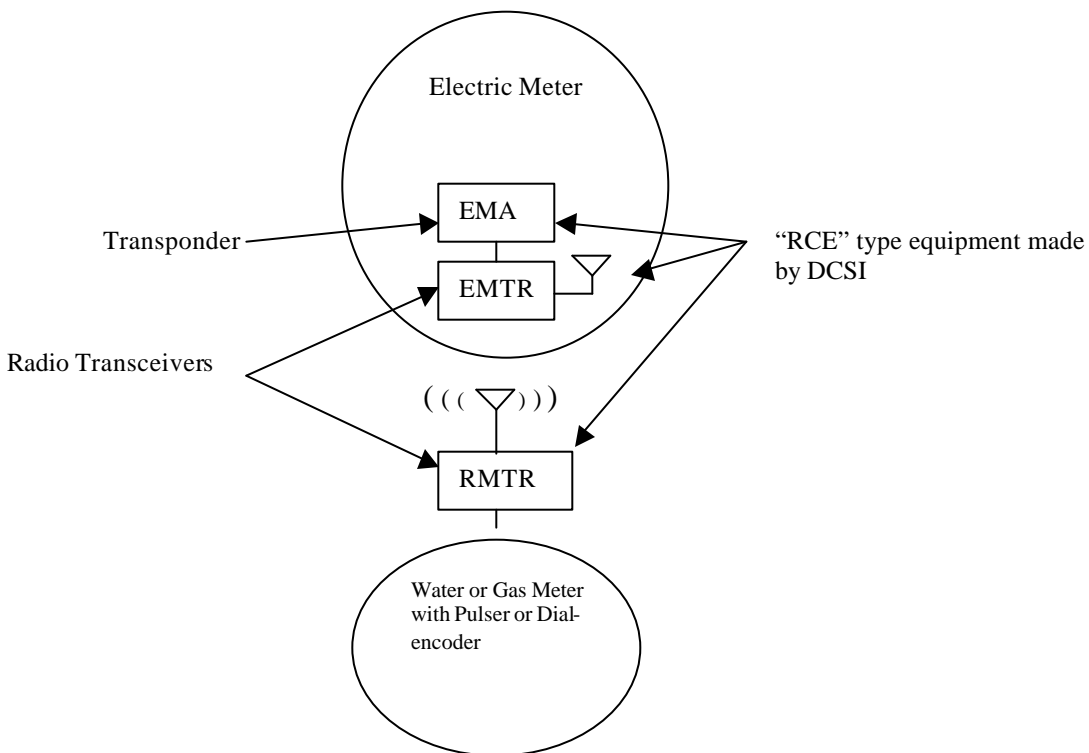 Electric Meter
EMA
Transponder
“RCE” type equipment made
by DCSI
EMTR
Radio Transceivers
( ( ( ) ) )
RMTR
Water or Gas Meter
with Pulser or Dial-
encoder